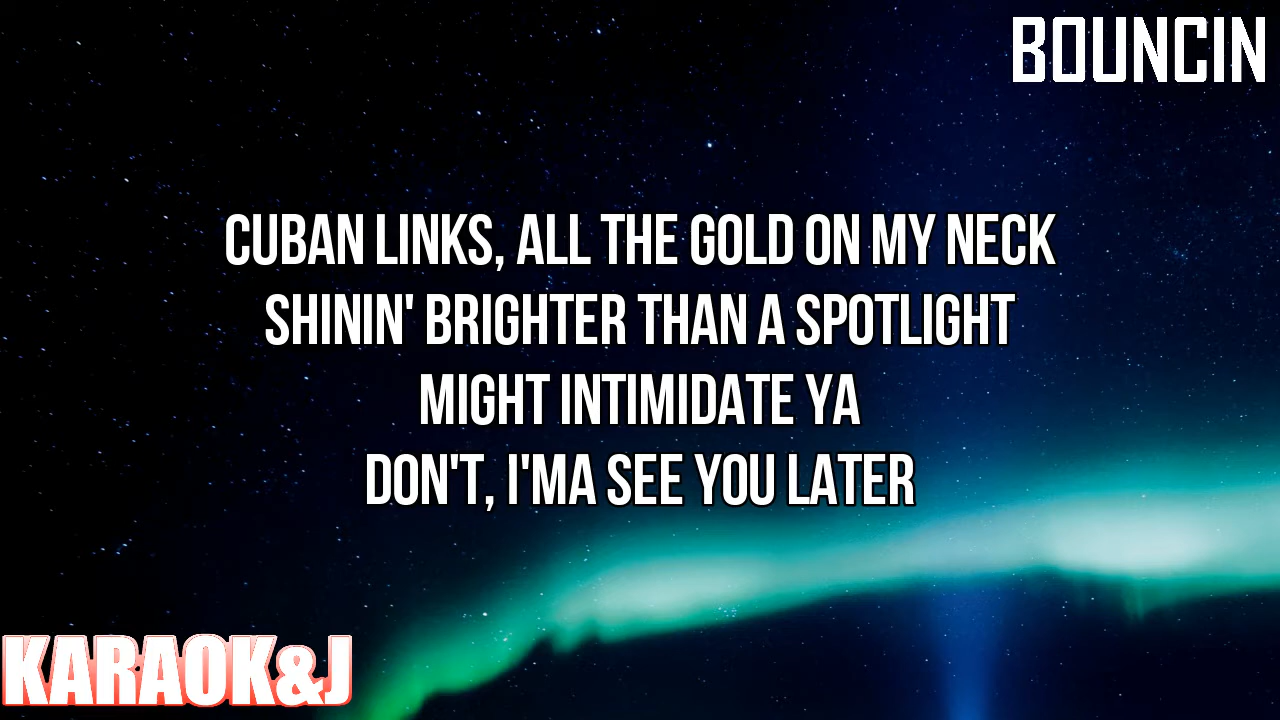 BOUNCIN
CUBAN LINKS, ALL THE GOLD ON MY NECK
SHININ' BRIGHTER THAN A SPOTLIGHT
MIGHT INTIMIDATE YA
DON'T, I'MA SEE YOU LATER
KARAOK&J